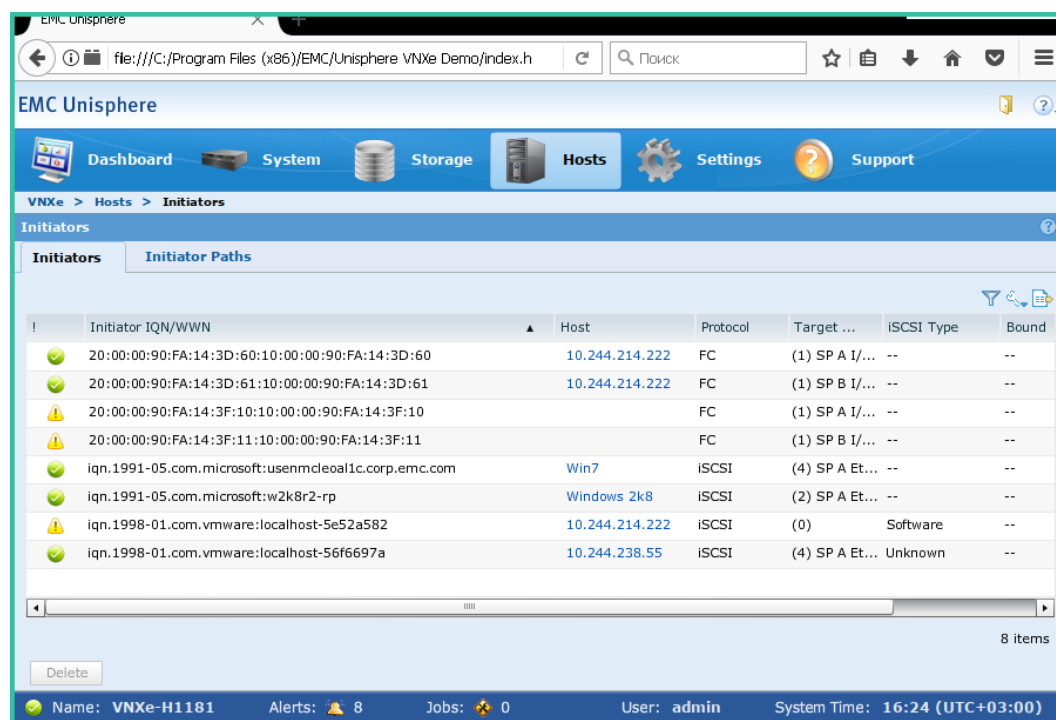 EMC Unisphere
file:///C:/Program Files (x86)/EMC/Unisphere VNXe Demo/index.h
Поиск
EMC Unisphere
Dashboard System Storage Hosts Settings Support
VNXe > Hosts > Initiators
Initiators
Initiators Initiator Paths
! Initiator IQN/WWN Host Protocol Target ... iSCSI Type Bound
20:00:00:90:FA:14:3D:60:10:00:00:90:FA:14:3D:60 10.244.214.222 FC (1) SP A I/... -- --
20:00:00:90:FA:14:3D:61:10:00:00:90:FA:14:3D:61 10.244.214.222 FC (1) SP B I/... -- --
20:00:00:90:FA:14:3F:10:10:00:00:90:FA:14:3F:10 FC (1) SP A I/... -- --
20:00:00:90:FA:14:3F:11:10:00:00:90:FA:14:3F:11 FC (1) SP B I/... -- --
iqn.1991-05.com.microsoft:usenmcleoal1c.corp.emc.com Win7 iSCSI (4) SP A Et... -- --
iqn.1991-05.com.microsoft:w2k8r2-rp Windows 2k8 iSCSI (2) SP A Et... -- --
iqn.1998-01.com.vmware:localhost-5e52a582 10.244.214.222 iSCSI (0) Software --
iqn.1998-01.com.vmware:localhost-56f6697a 10.244.238.55 iSCSI (4) SP A Et... Unknown --
8 items
Delete
Name: VNXe-H1181 Alerts: 8 Jobs: 0 User: admin System Time: 16:24 (UTC+03:00)